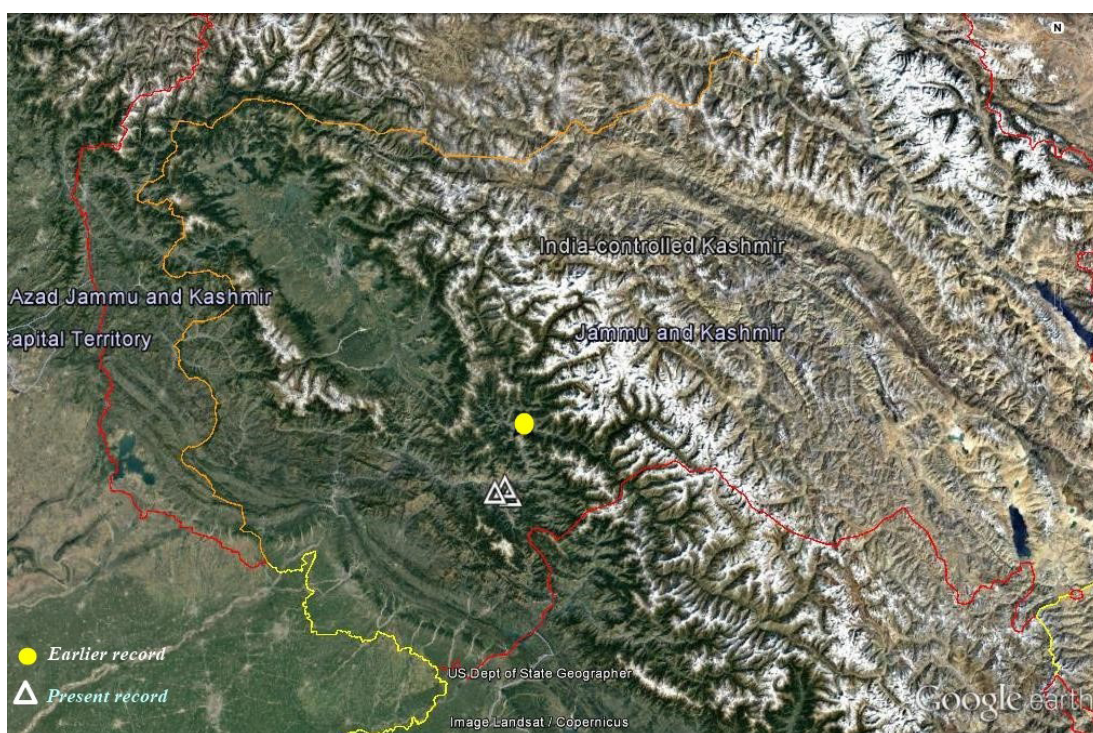 N
India-controlled Kashmir
Azad Jammu and Kashmir
Jammu and Kashmir
apital Territory
Earlier record
US Dept of State Geographer
Present record
Google earth
Image Landsat / Copernicus